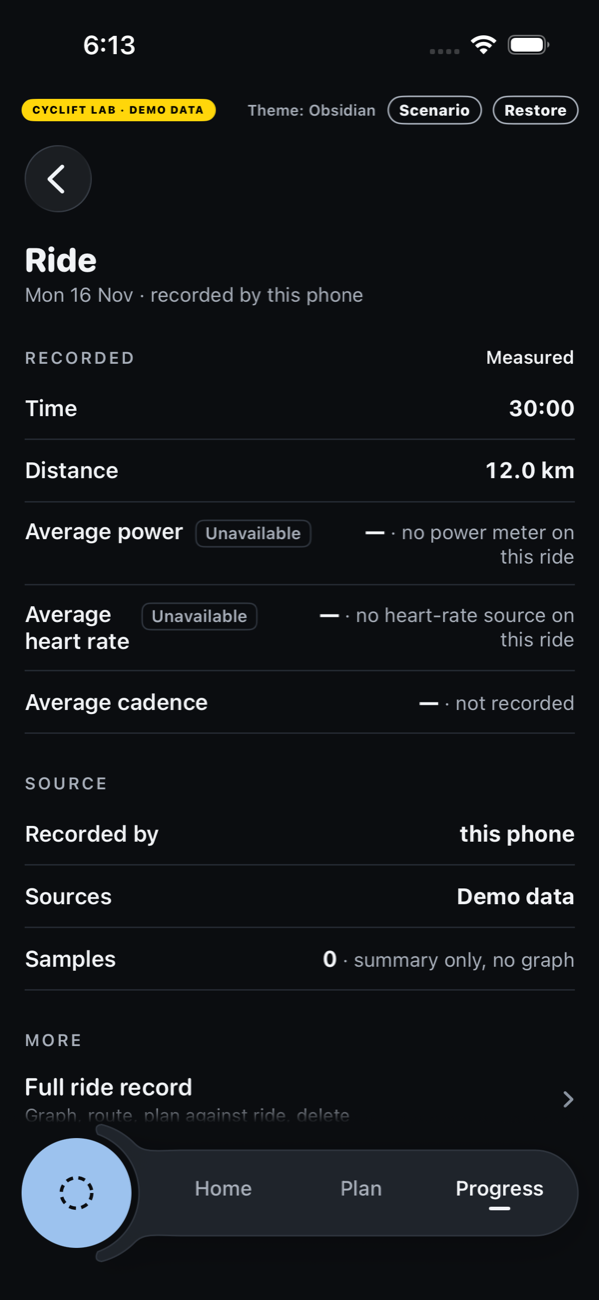 6:13
CYCLIFT LAB · DEMO DATA
Theme: Obsidian
Scenario
Restore
Ride
Mon 16 Nov · recorded by this phone
RECORDED
Measured
Time
30:00
Distance
12.0 km
Average power
Unavailable
— · no power meter on
this ride
Average
heart rate
Unavailable
— · no heart-rate source on
this ride
Average cadence
— · not recorded
SOURCE
Recorded by
this phone
Sources
Demo data
Samples
0 · summary only, no graph
MORE
Full ride record
Graph, route, plan against ride, delete
Home
Plan
Progress